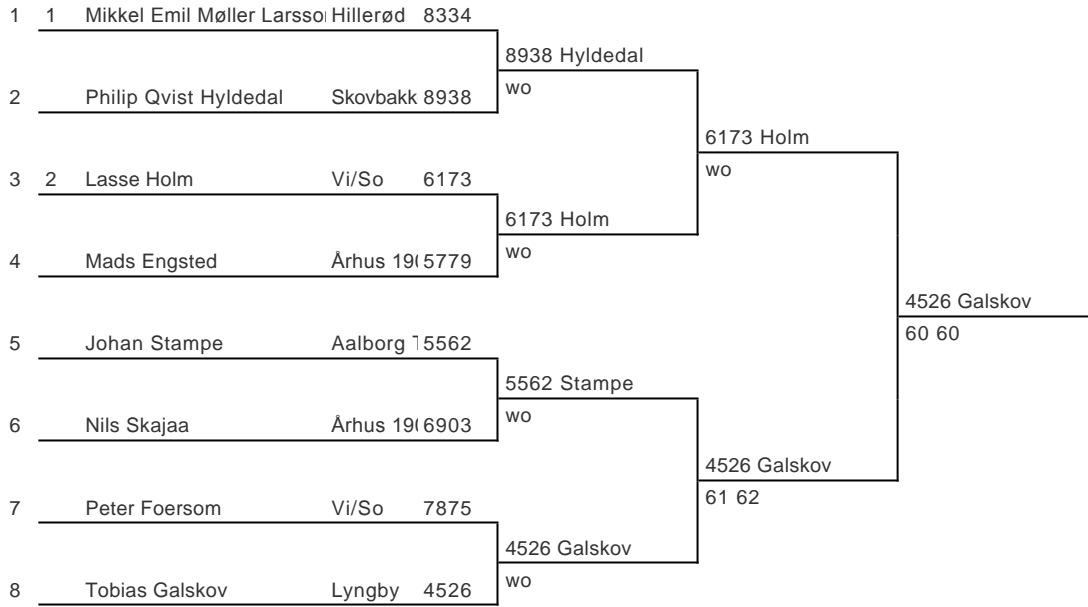 1 1 Mikkel Emil Møller Larsso Hillerød 8334
8938 Hyldedal
wo
2 Philip Qvist Hyldedal Skovbakk 8938
6173 Holm
wo
3 2 Lasse Holm Vi/So 6173
6173 Holm
wo
4 Mads Engsted Århus 190 5779
4526 Galskov
60 60
5 Johan Stampe Aalborg 5562
5562 Stampe
wo
6 Nils Skajaa Århus 190 6903
4526 Galskov
61 62
7 Peter Foersom Vi/So 7875
4526 Galskov
wo
8 Tobias Galskov Lyngby 4526